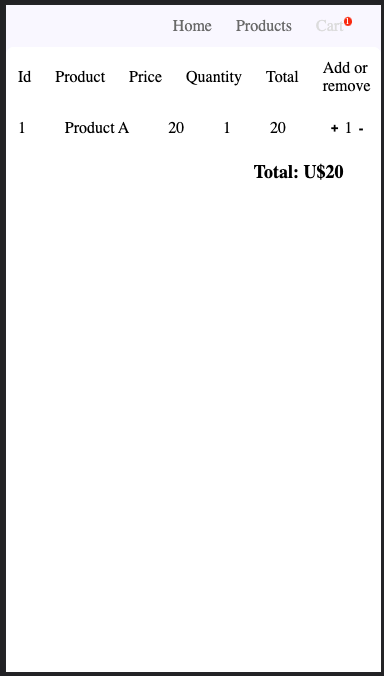 Home Products Cart 1
Id Product Price Quantity Total Add or
remove
1 Product A 20 1 20 + 1 -
Total: U$20